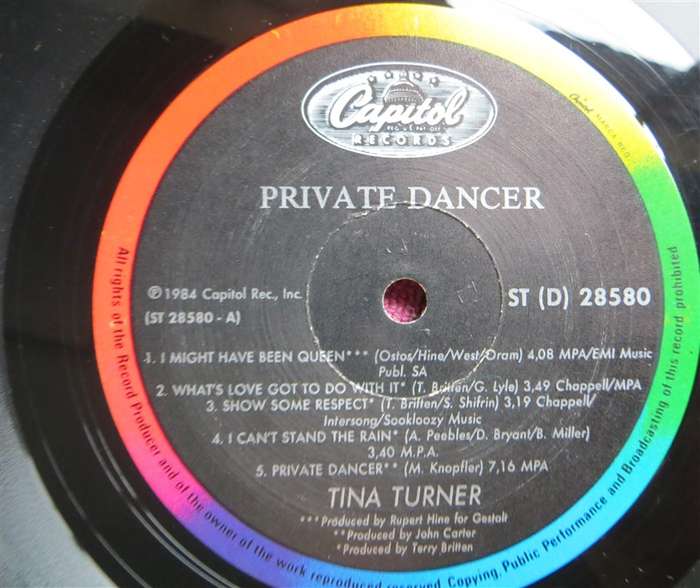 Capitol
RECORDS
PRIVATE DANCER
℗1984 Capitol Rec., Inc.
(ST 28580 - A)
ST (D) 28580
1. I MIGHT HAVE BEEN QUEEN*** (Ostos/Hine/West/Oram) 4,08 MPA/EMI Music
Publ. SA
2. WHAT'S LOVE GOT TO DO WITH IT* (T. Britten/G. Lyle) 3,49 Chappell/MPA
3. SHOW SOME RESPECT* (T. Britten/S. Shifrin) 3,19 Chappell/
Intersong/Sookloozy Music
4. I CAN'T STAND THE RAIN* (A. Peebles/D. Bryant/B. Miller)
3,40 M.P.A.
5. PRIVATE DANCER** (M. Knopfler) 7,16 MPA
TINA TURNER
***Produced by Rupert Hine for Gestalt
**Produced by John Carter
*Produced by Terry Britten
All rights of the Record Producer and of the owner of the work reproduced reserved. Copying, Public Performance and Broadcasting of this record prohibited